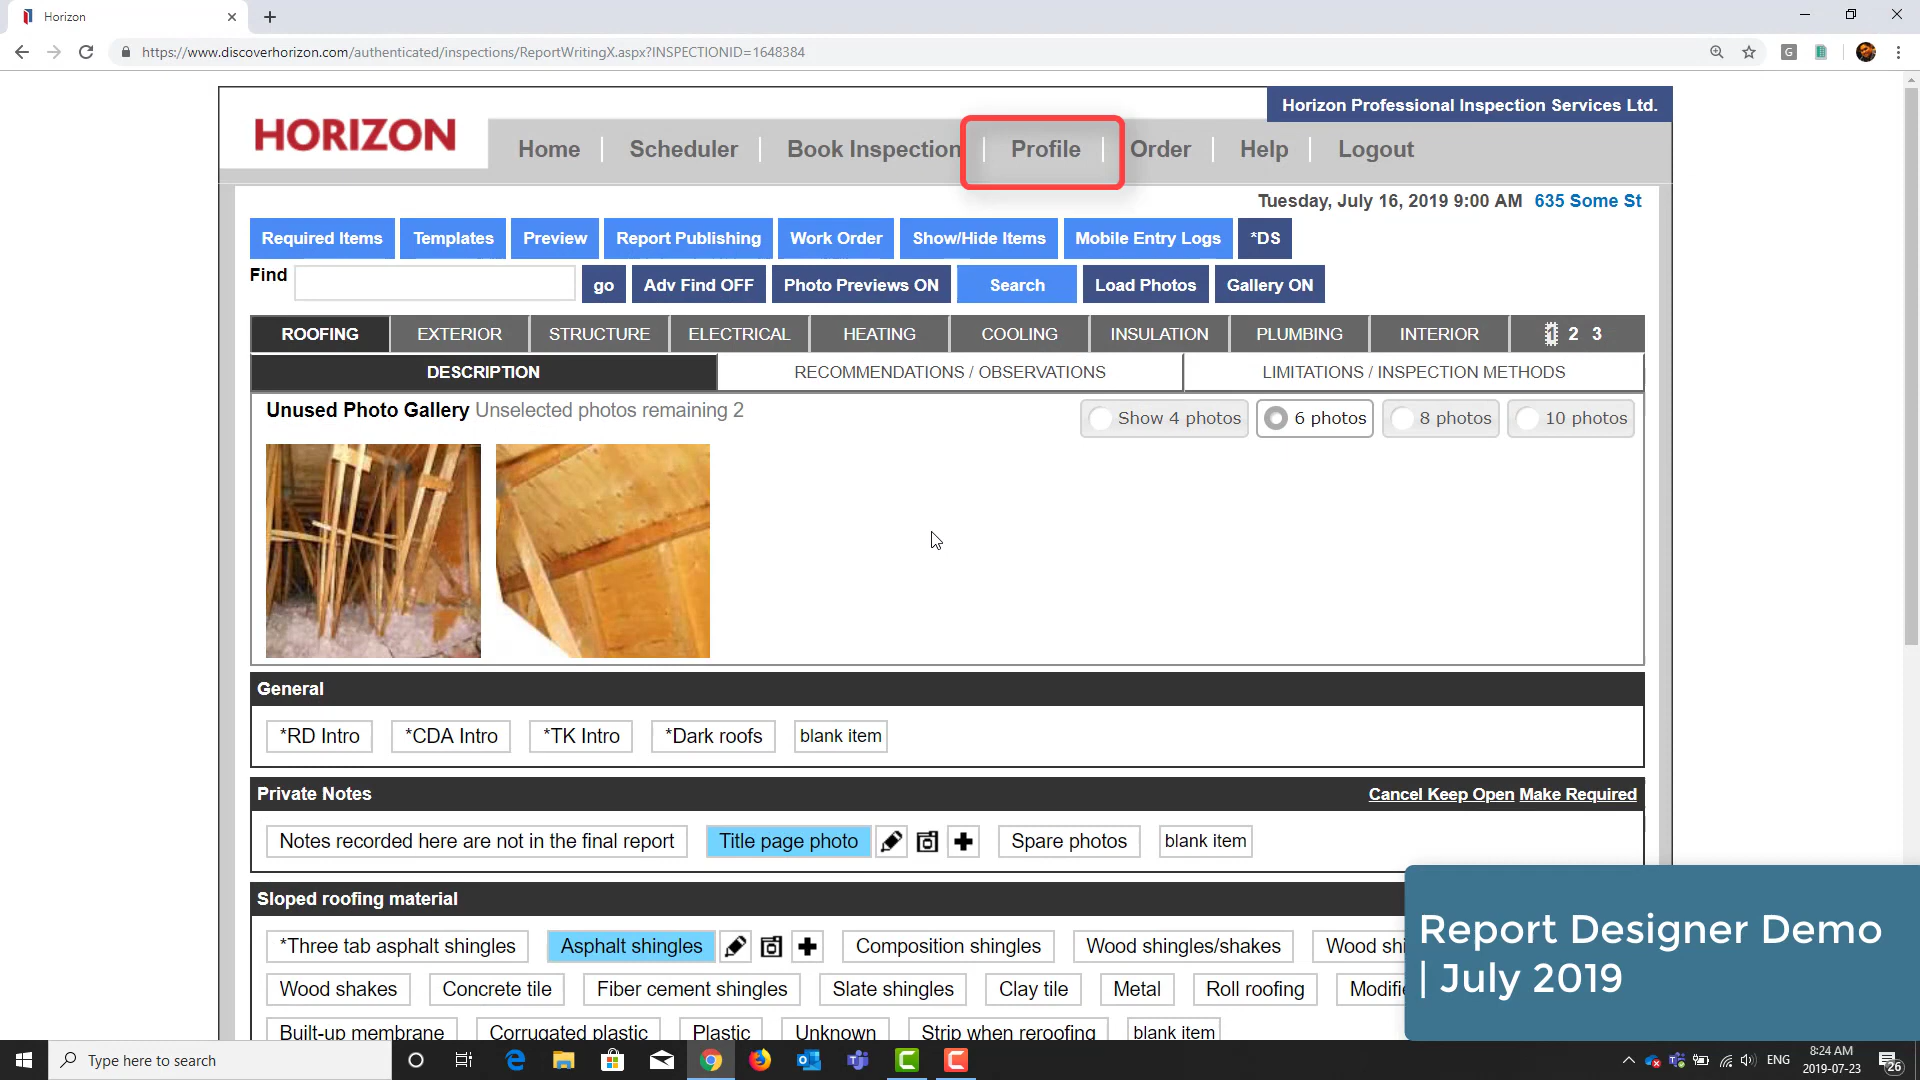 Horizon
https://www.discoverhorizon.com/authenticated/inspections/ReportWritingX.aspx?INSPECTIONID=1648384
Horizon Professional Inspection Services Ltd.
HORIZON
Home Scheduler Book Inspection Profile Order Help Logout
Tuesday, July 16, 2019 9:00 AM 635 Some St
Required Items Templates Preview Report Publishing Work Order Show/Hide Items Mobile Entry Logs *DS
Find go Adv Find OFF Photo Previews ON Search Load Photos Gallery ON
ROOFING EXTERIOR STRUCTURE ELECTRICAL HEATING COOLING INSULATION PLUMBING INTERIOR 1 2 3
DESCRIPTION RECOMMENDATIONS / OBSERVATIONS LIMITATIONS / INSPECTION METHODS
Unused Photo Gallery Unselected photos remaining 2 Show 4 photos 6 photos 8 photos 10 photos
General
*RD Intro *CDA Intro *TK Intro *Dark roofs blank item
Private Notes Cancel Keep Open Make Required
Notes recorded here are not in the final report Title page photo Spare photos blank item
Sloped roofing material
*Three tab asphalt shingles Asphalt shingles Composition shingles Wood shingles/shakes Wood shi
Wood shakes Concrete tile Fiber cement shingles Slate shingles Clay tile Metal Roll roofing Modifi
Built-up membrane Corrugated plastic Plastic Unknown Strip when reroofing blank item
Report Designer Demo
| July 2019
Type here to search
ENG
8:24 AM
2019-07-23
26